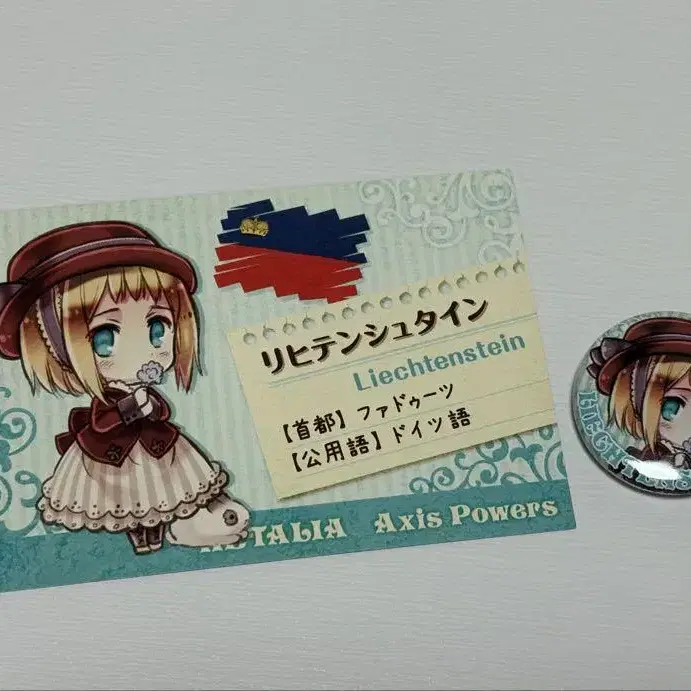 リヒテンシュタイン
Liechtenstein
【首都】ファドゥーツ
【公用語】ドイツ語
TALIA Axis Powers